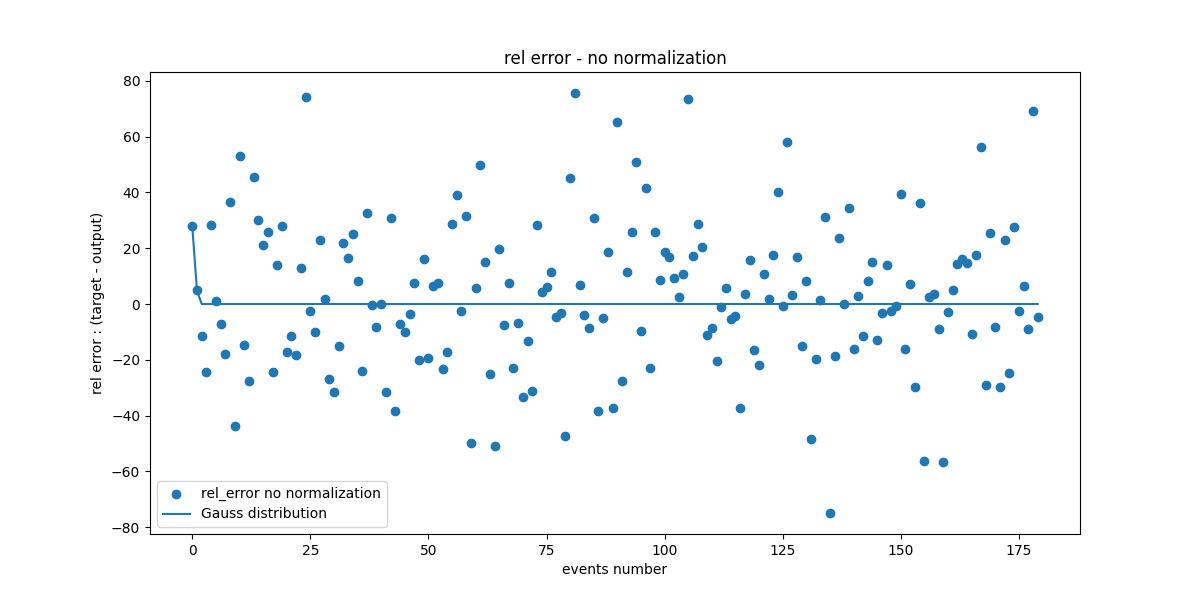 rel error - no normalization
80
60
40
20
0
−20
−40
−60
−80
rel error : (target - output)
rel_error no normalization
Gauss distribution
0 25 50 75 100 125 150 175
events number